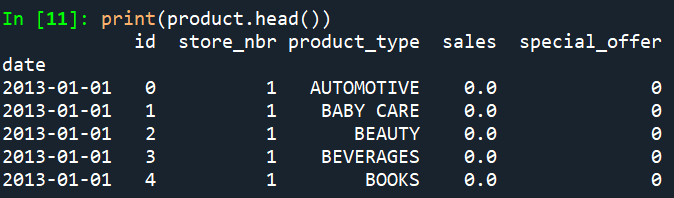 In [11]: print(product.head())
id store_nbr product_type sales special_offer
date
2013-01-01 0 1 AUTOMOTIVE 0.0 0
2013-01-01 1 1 BABY CARE 0.0 0
2013-01-01 2 1 BEAUTY 0.0 0
2013-01-01 3 1 BEVERAGES 0.0 0
2013-01-01 4 1 BOOKS 0.0 0